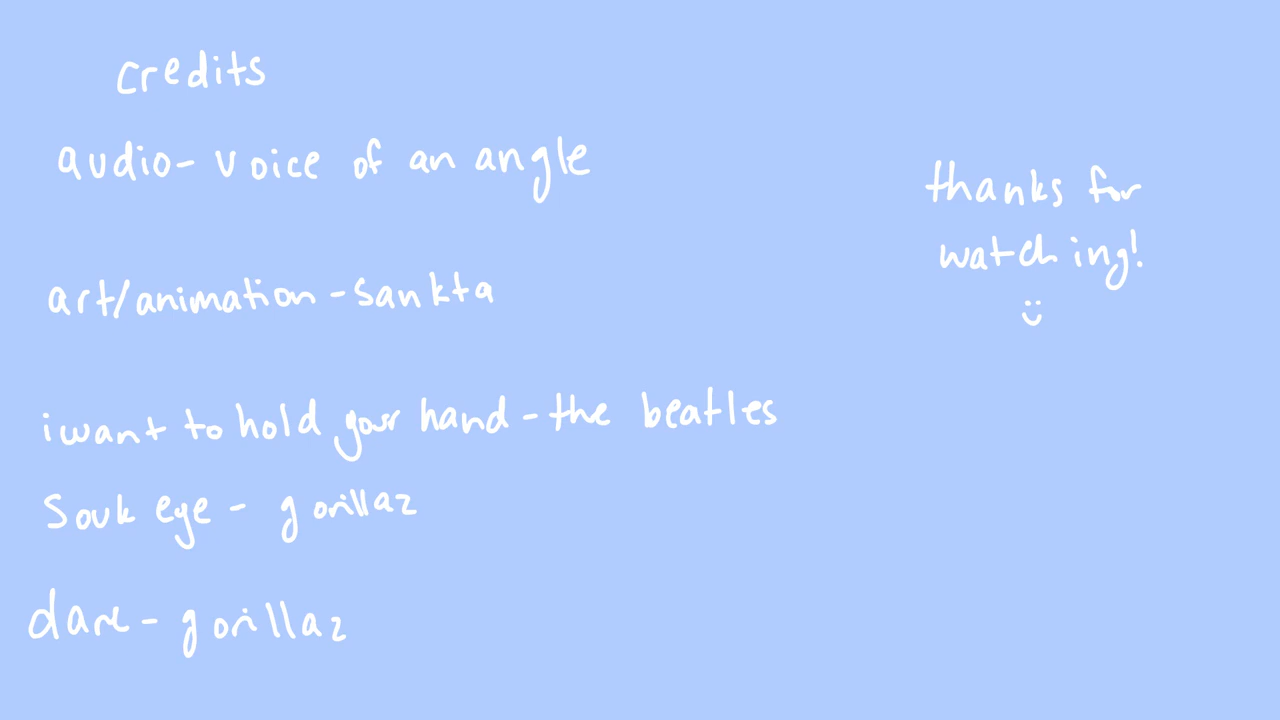 credits
audio- voice of an angle
art/animation - sankta
i want to hold your hand - the beatles
Souk eye - gorillaz
dare - gorillaz
thanks for
watching!